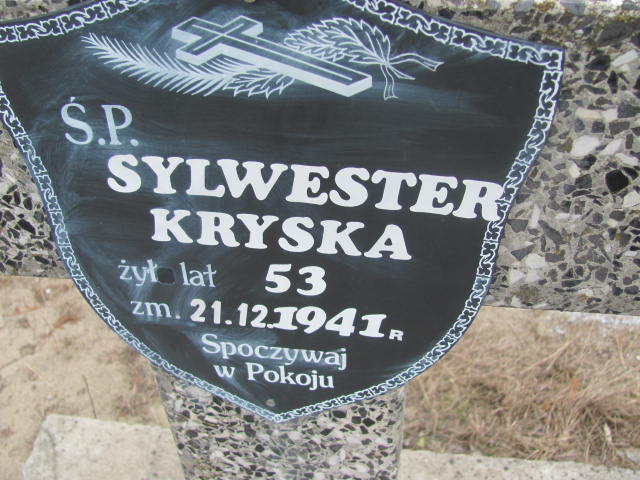 Ś.P.
SYLWESTER
KRYSKA
żył lat 53
zm. 21.12.1941 R
Spoczywaj
w Pokoju